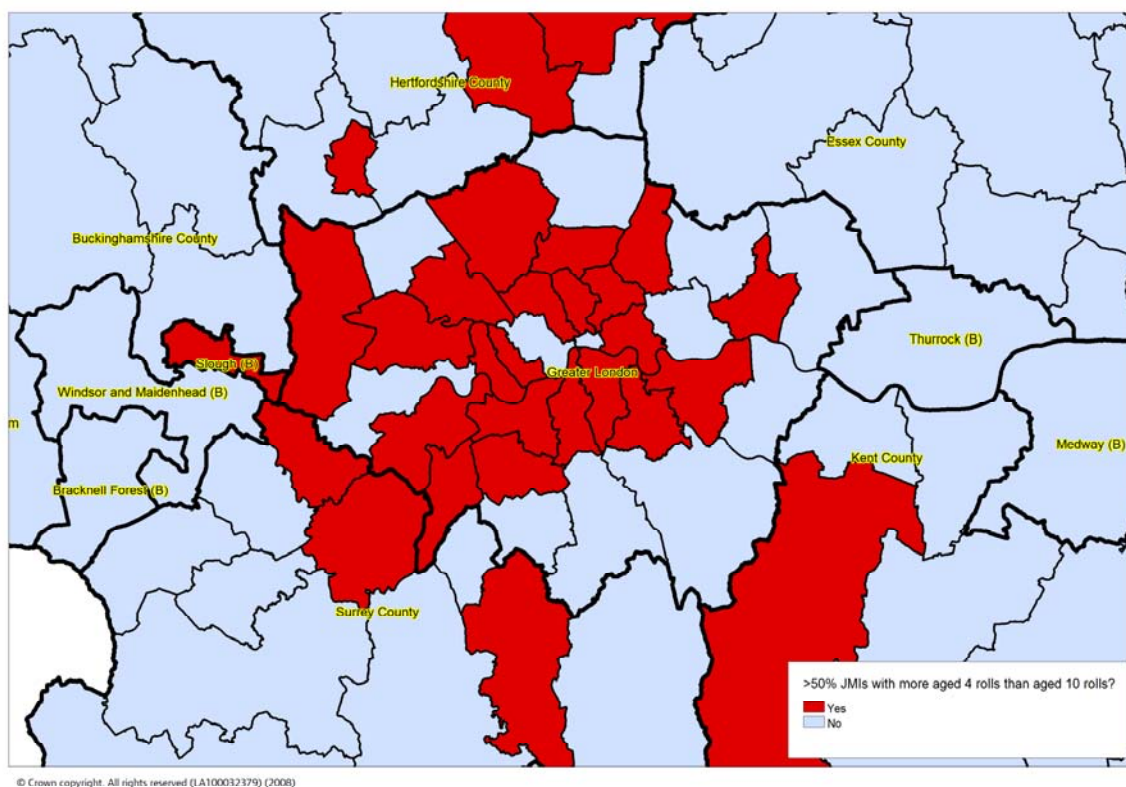 Hertfordshire County
Essex County
Buckinghamshire County
Thurrock (B)
Slough (B)
Greater London
Windsor and Maidenhead (B)
m
Medway (B)
Kent County
Bracknell Forest (B)
Surrey County
>50% JMIs with more aged 4 rolls than aged 10 rolls?
Yes
No
© Crown copyright. All rights reserved (LA100032379) (2008)